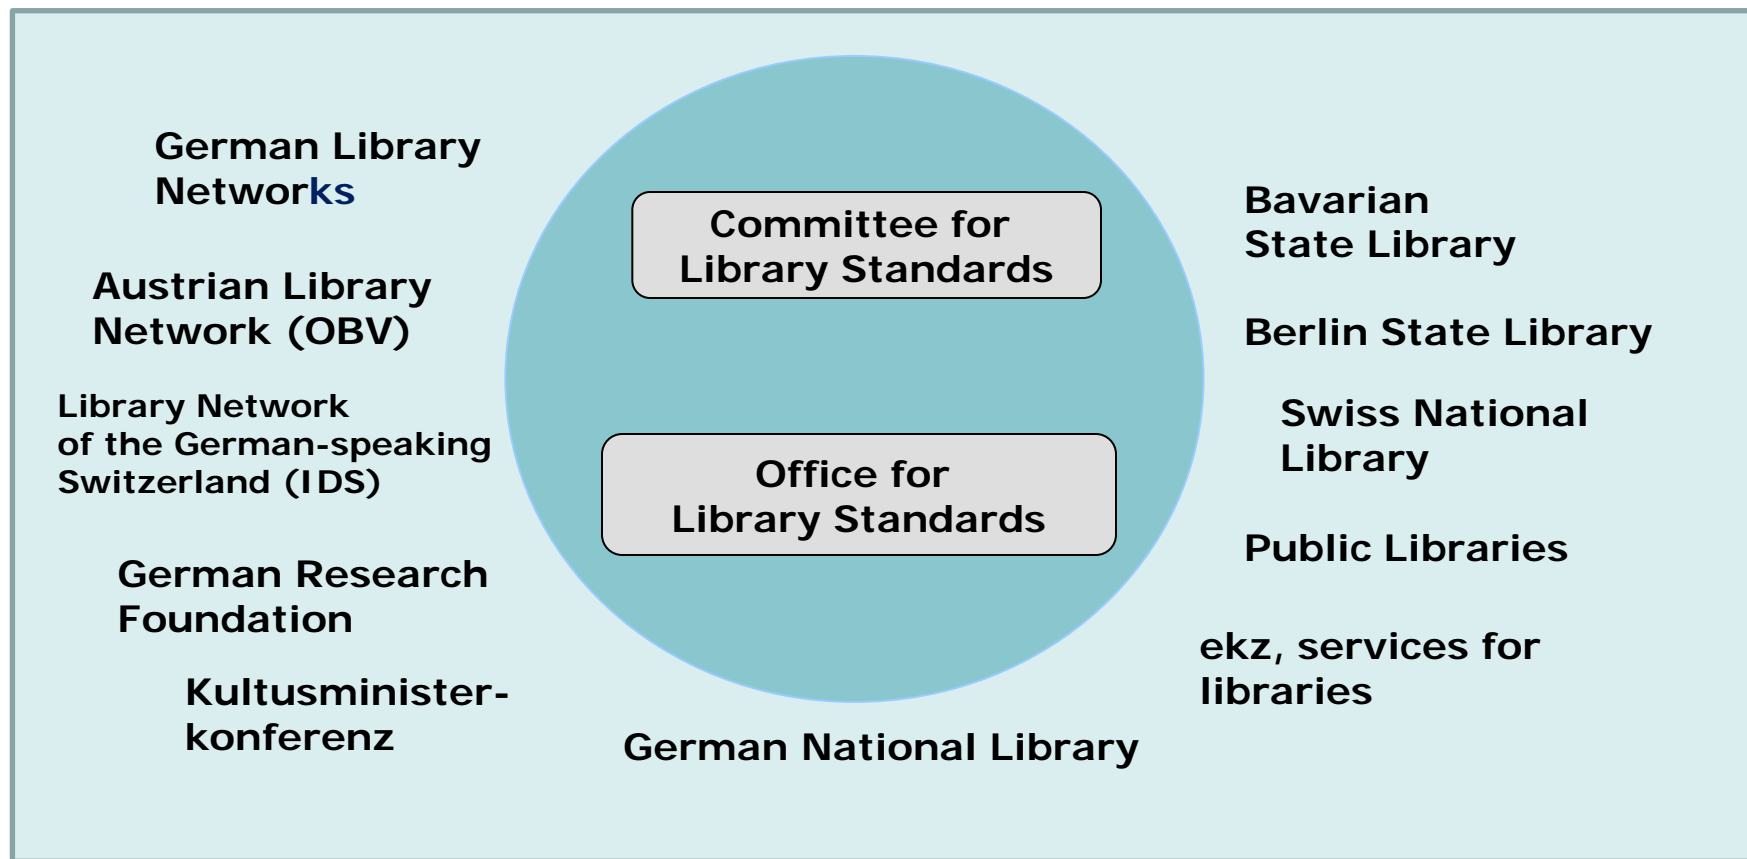 German Library
Networks
Austrian Library
Network (OBV)
Library Network
of the German-speaking
Switzerland (IDS)
German Research
Foundation
Kultusminister-
konferenz
Committee for
Library Standards
Office for
Library Standards
German National Library
Bavarian
State Library
Berlin State Library
Swiss National
Library
Public Libraries
ekz, services for
libraries